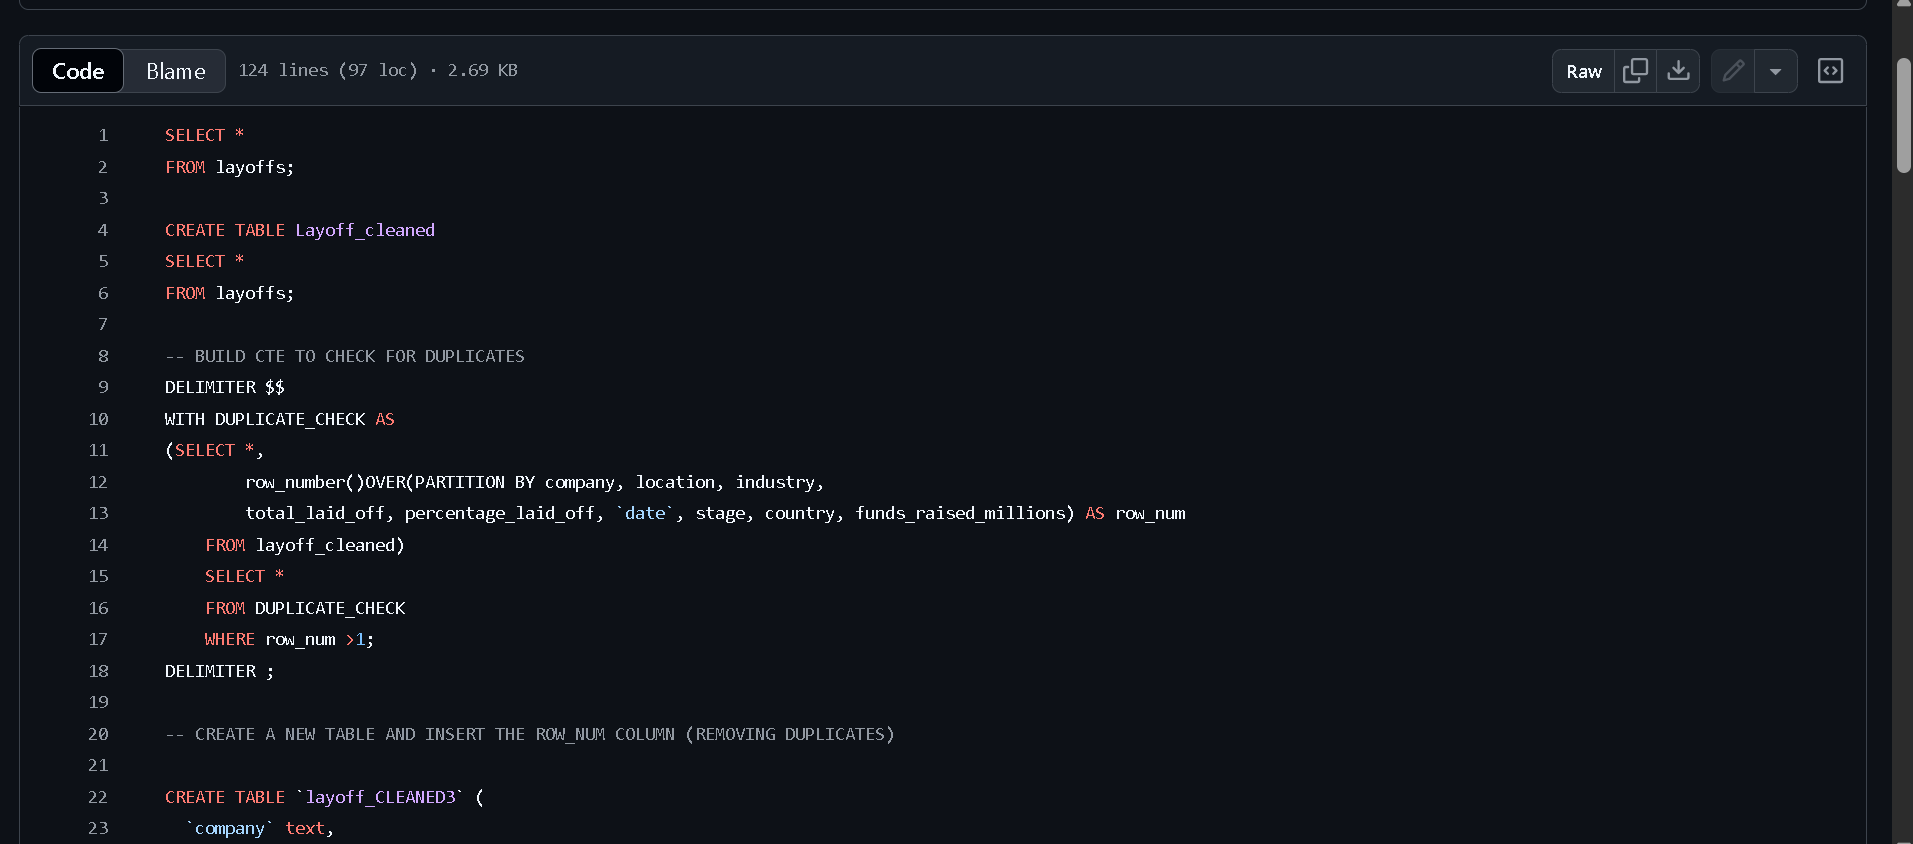 Code Blame 124 lines (97 loc) · 2.69 KB Raw
1 SELECT *
2 FROM layoffs;
3
4 CREATE TABLE Layoff_cleaned
5 SELECT *
6 FROM layoffs;
7
8 -- BUILD CTE TO CHECK FOR DUPLICATES
9 DELIMITER $$
10 WITH DUPLICATE_CHECK AS
11 (SELECT *,
12 row_number()OVER(PARTITION BY company, location, industry,
13 total_laid_off, percentage_laid_off, `date`, stage, country, funds_raised_millions) AS row_num
14 FROM layoff_cleaned)
15 SELECT *
16 FROM DUPLICATE_CHECK
17 WHERE row_num >1;
18 DELIMITER ;
19
20 -- CREATE A NEW TABLE AND INSERT THE ROW_NUM COLUMN (REMOVING DUPLICATES)
21
22 CREATE TABLE `layoff_CLEANED3` (
23 `company` text,